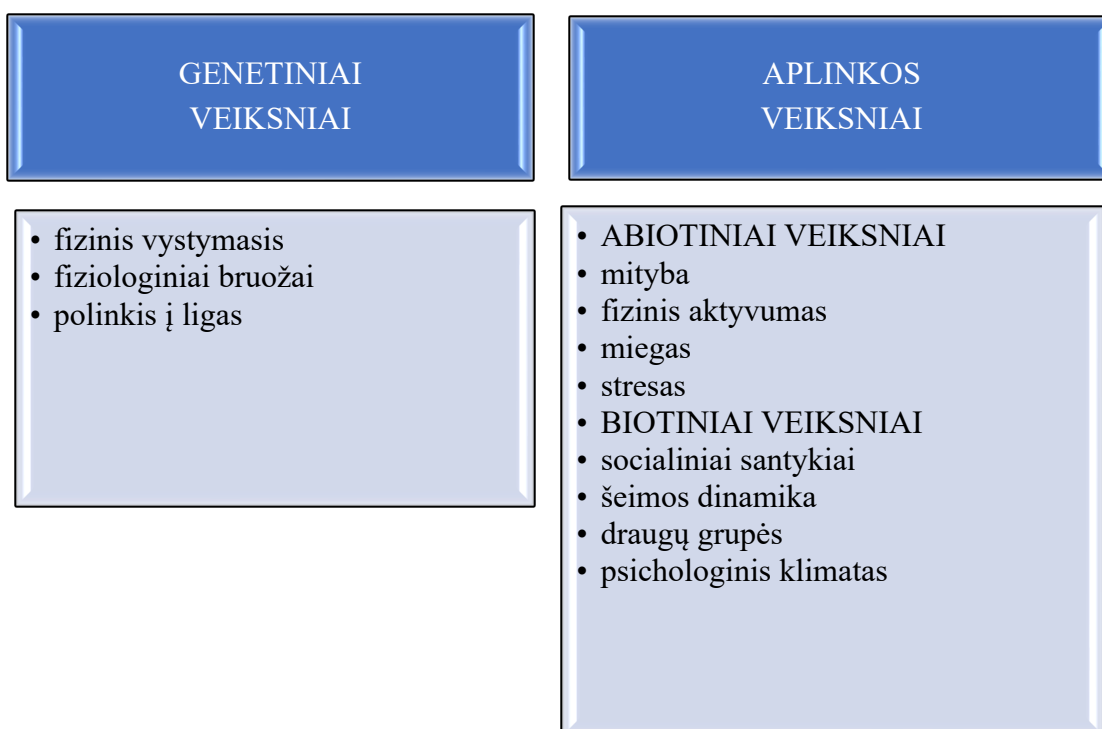 GENETINIAI
VEIKSNIAI
• fizinis vystymasis
• fiziologiniai bruožai
• polinkis į ligas
APLINKOS
VEIKSNIAI
• ABIOTINIAI VEIKSNIAI
• mityba
• fizinis aktyvumas
• miegas
• stresas
• BIOTINIAI VEIKSNIAI
• socialiniai santykiai
• šeimos dinamika
• draugų grupės
• psichologinis klimatas